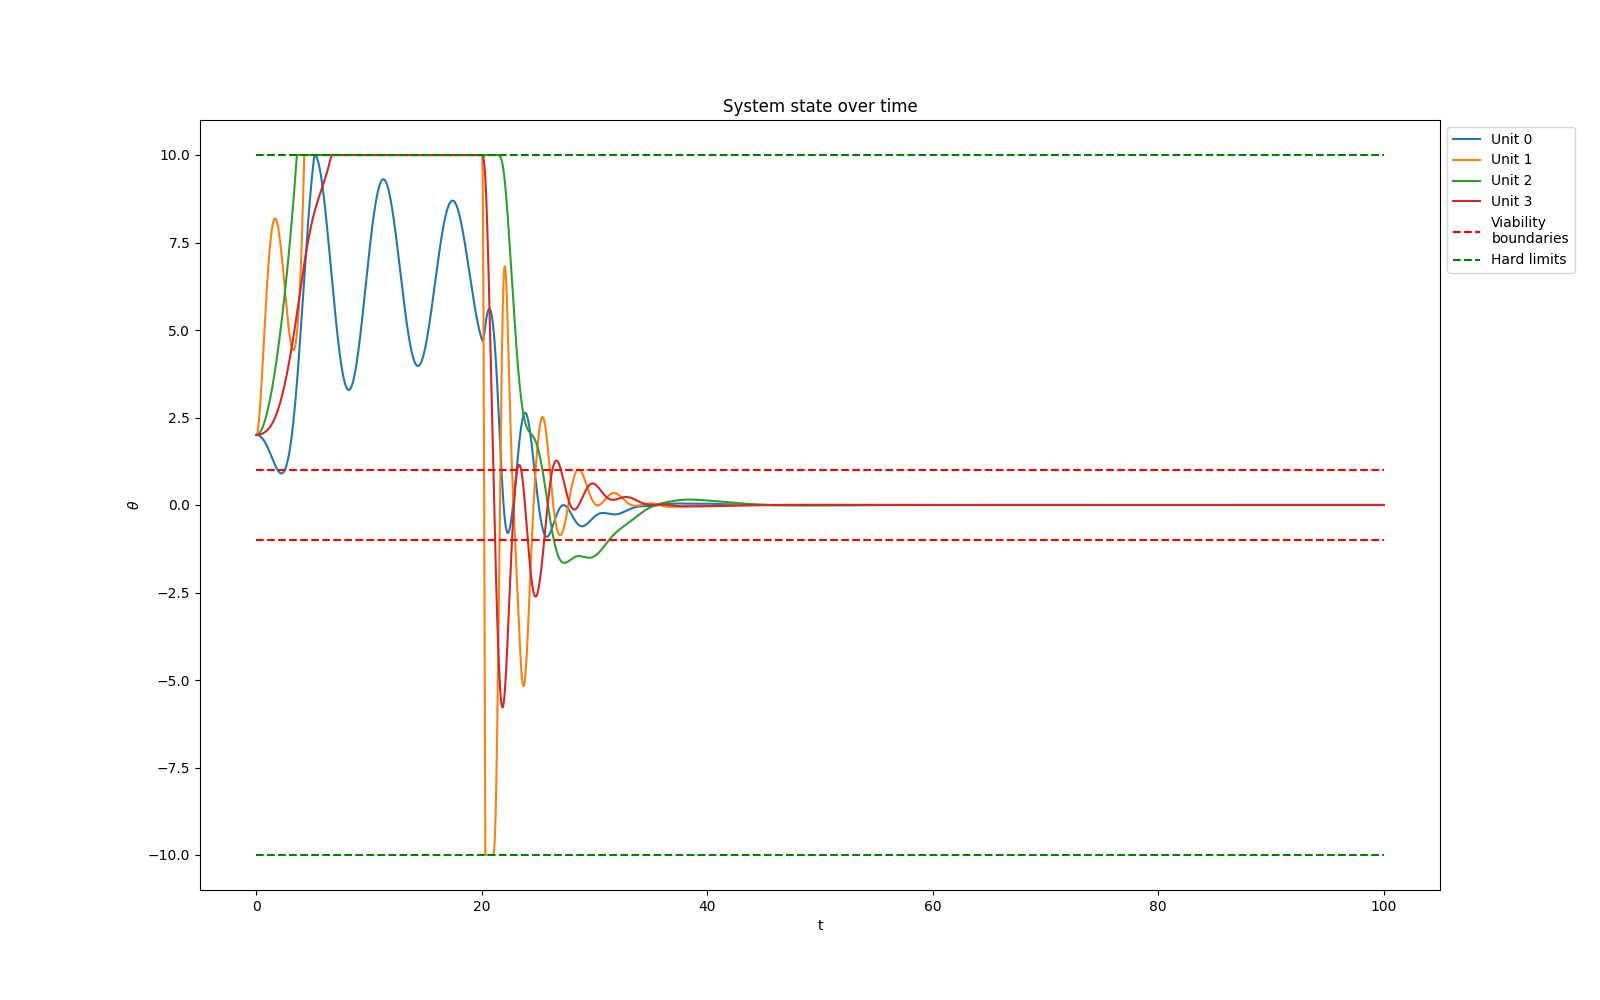 System state over time
10.0
7.5
5.0
2.5
0.0
−2.5
−5.0
−7.5
−10.0
θ
0
20
40
60
80
100
t
Unit 0
Unit 1
Unit 2
Unit 3
Viability
boundaries
Hard limits